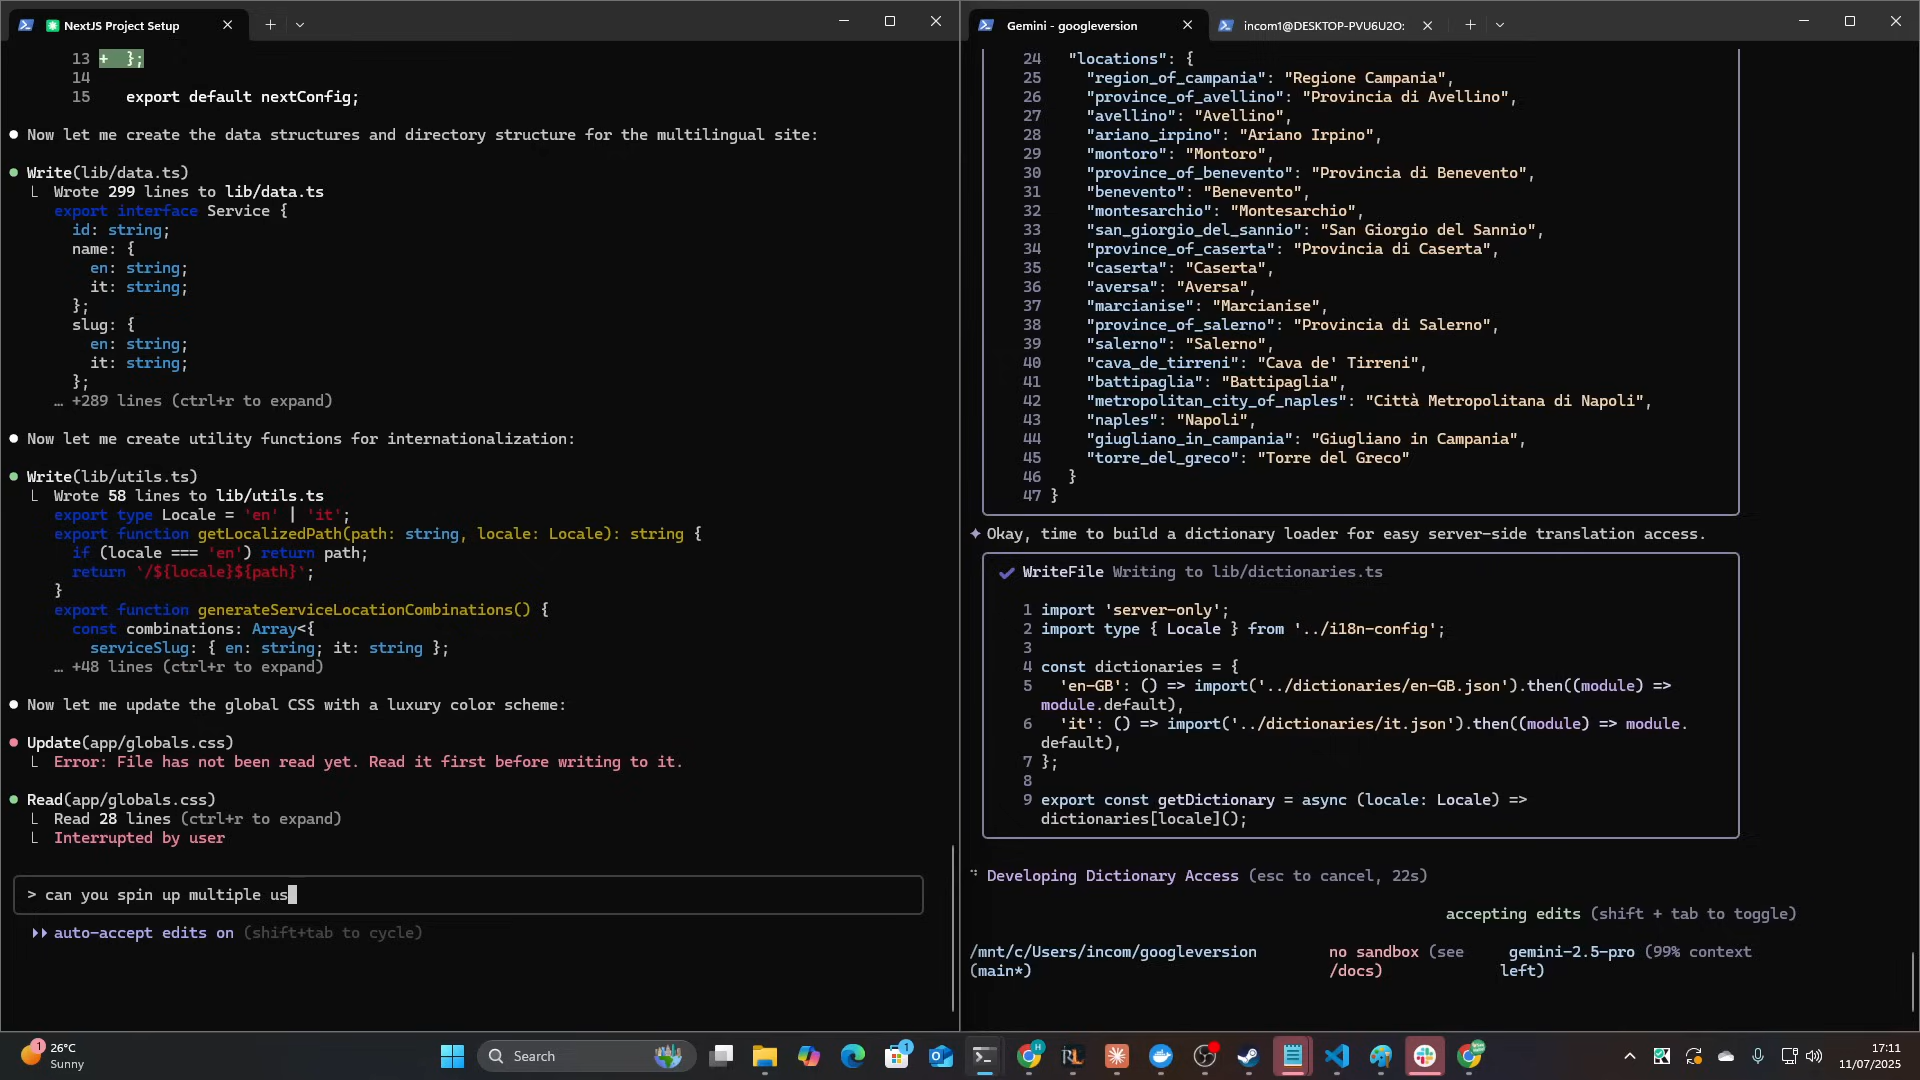 NextJS Project Setup
13 +  };
14
15    export default nextConfig;
● Now let me create the data structures and directory structure for the multilingual site:
● Write(lib/data.ts)
Wrote 299 lines to lib/data.ts
export interface Service {
id: string;
name: {
en: string;
it: string;
};
slug: {
en: string;
it: string;
};
… +289 lines (ctrl+r to expand)
● Now let me create utility functions for internationalization:
● Write(lib/utils.ts)
Wrote 58 lines to lib/utils.ts
export type Locale = 'en' | 'it';
export function getLocalizedPath(path: string, locale: Locale): string {
if (locale === 'en') return path;
return `/${locale}${path}`;
}
export function generateServiceLocationCombinations() {
const combinations: Array<{
serviceSlug: { en: string; it: string };
… +48 lines (ctrl+r to expand)
● Now let me update the global CSS with a luxury color scheme:
● Update(app/globals.css)
Error: File has not been read yet. Read it first before writing to it.
● Read(app/globals.css)
Read 28 lines (ctrl+r to expand)
Interrupted by user
> can you spin up multiple us
auto-accept edits on (shift+tab to cycle)
Gemini - googleversion
incom1@DESKTOP-PVU6U2O:
24   "locations": {
25     "region_of_campania": "Regione Campania",
26     "province_of_avellino": "Provincia di Avellino",
27     "avellino": "Avellino",
28     "ariano_irpino": "Ariano Irpino",
29     "montoro": "Montoro",
30     "province_of_benevento": "Provincia di Benevento",
31     "benevento": "Benevento",
32     "montesarchio": "Montesarchio",
33     "san_giorgio_del_sannio": "San Giorgio del Sannio",
34     "province_of_caserta": "Provincia di Caserta",
35     "caserta": "Caserta",
36     "aversa": "Aversa",
37     "marcianise": "Marcianise",
38     "province_of_salerno": "Provincia di Salerno",
39     "salerno": "Salerno",
40     "cava_de_tirreni": "Cava de' Tirreni",
41     "battipaglia": "Battipaglia",
42     "metropolitan_city_of_naples": "Città Metropolitana di Napoli",
43     "naples": "Napoli",
44     "giugliano_in_campania": "Giugliano in Campania",
45     "torre_del_greco": "Torre del Greco"
46   }
47 }
✦ Okay, time to build a dictionary loader for easy server-side translation access.
WriteFile Writing to lib/dictionaries.ts
1 import 'server-only';
2 import type { Locale } from '../i18n-config';
3
4 const dictionaries = {
5   'en-GB': () => import('../dictionaries/en-GB.json').then((module) =>
module.default),
6   'it': () => import('../dictionaries/it.json').then((module) => module.
default),
7 };
8
9 export const getDictionary = async (locale: Locale) =>
dictionaries[locale]();
Developing Dictionary Access (esc to cancel, 22s)
accepting edits (shift + tab to toggle)
/mnt/c/Users/incom/googleversion no sandbox (see gemini-2.5-pro (99% context
(main*) /docs) left)
1
26°C
Sunny
Search
1
17:11
11/07/2025